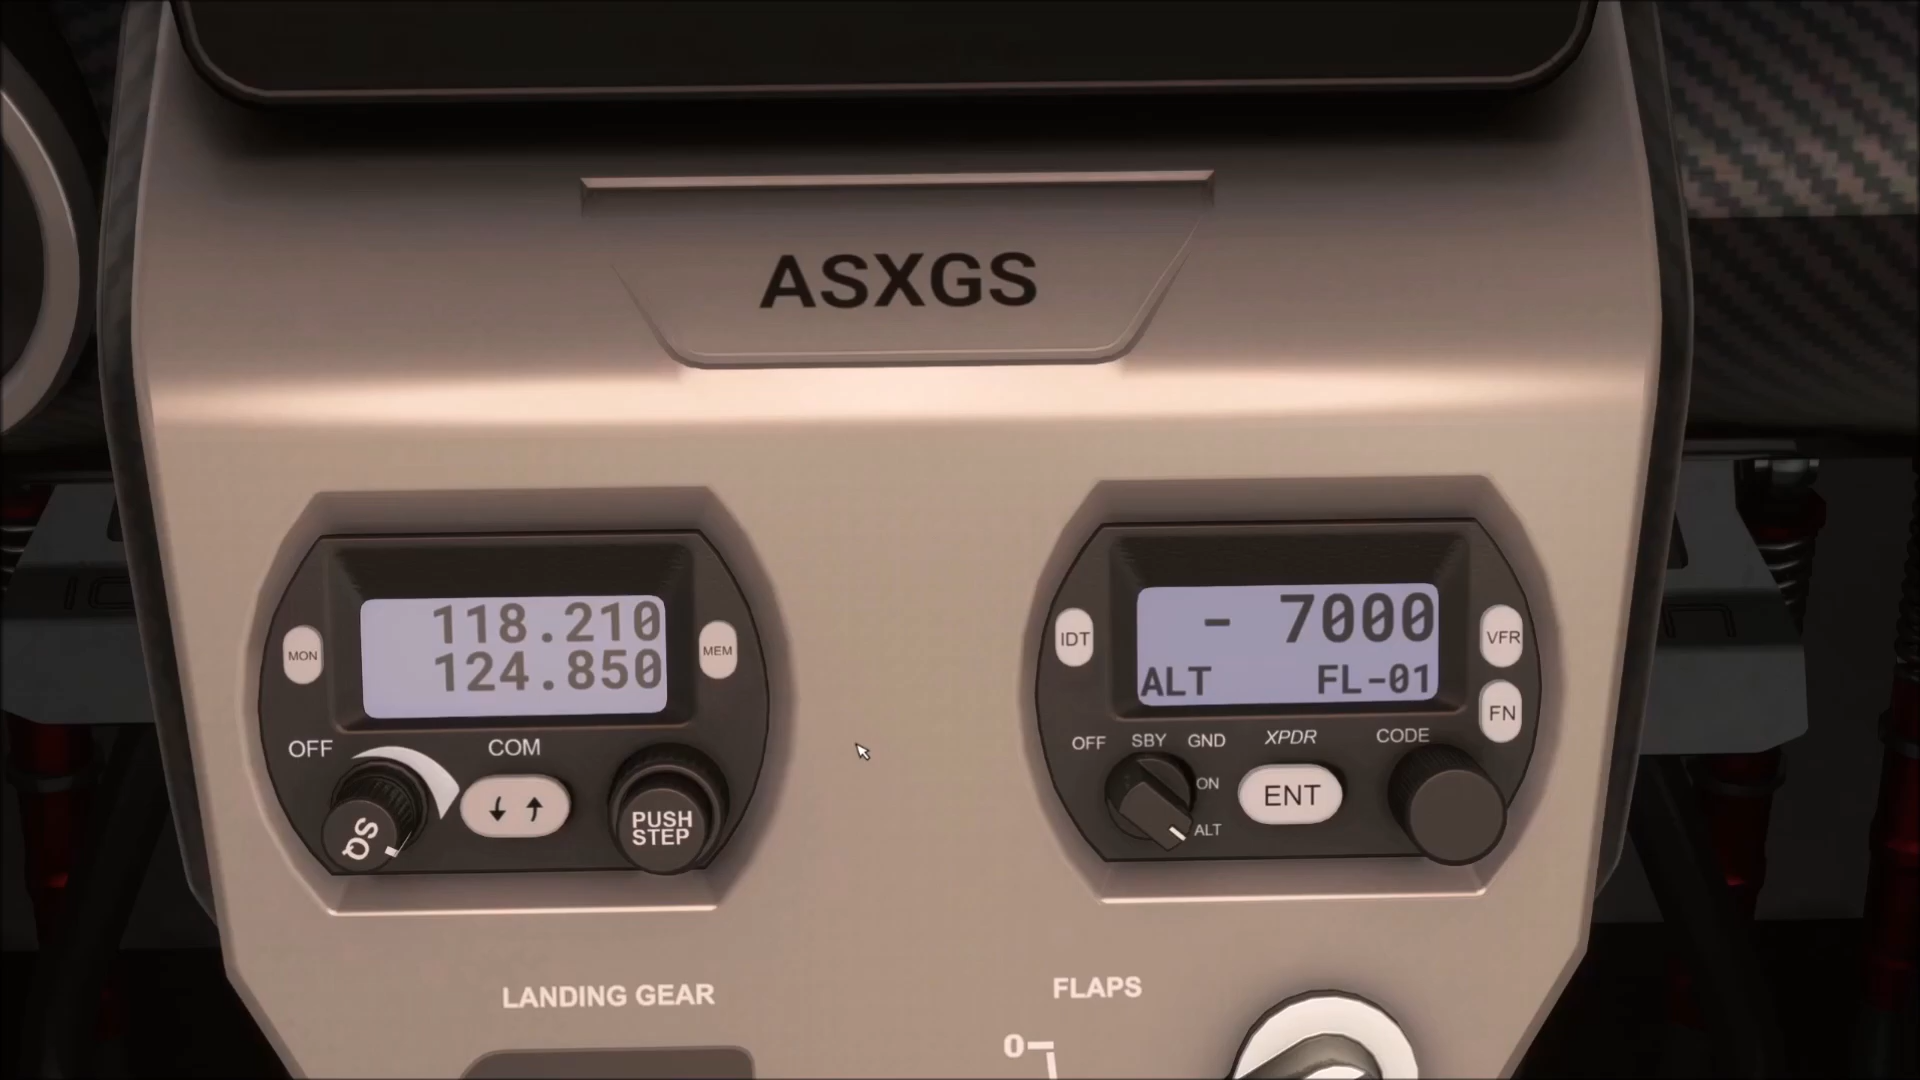 ASXGS
118.210
124.850
MON
MEM
OFF
COM
↓ ↑
SQ
PUSH
STEP
- 7000
ALT FL-01
IDT
VFR
FN
OFF SBY GND XPDR CODE
ON
ALT
ENT
LANDING GEAR
FLAPS
0